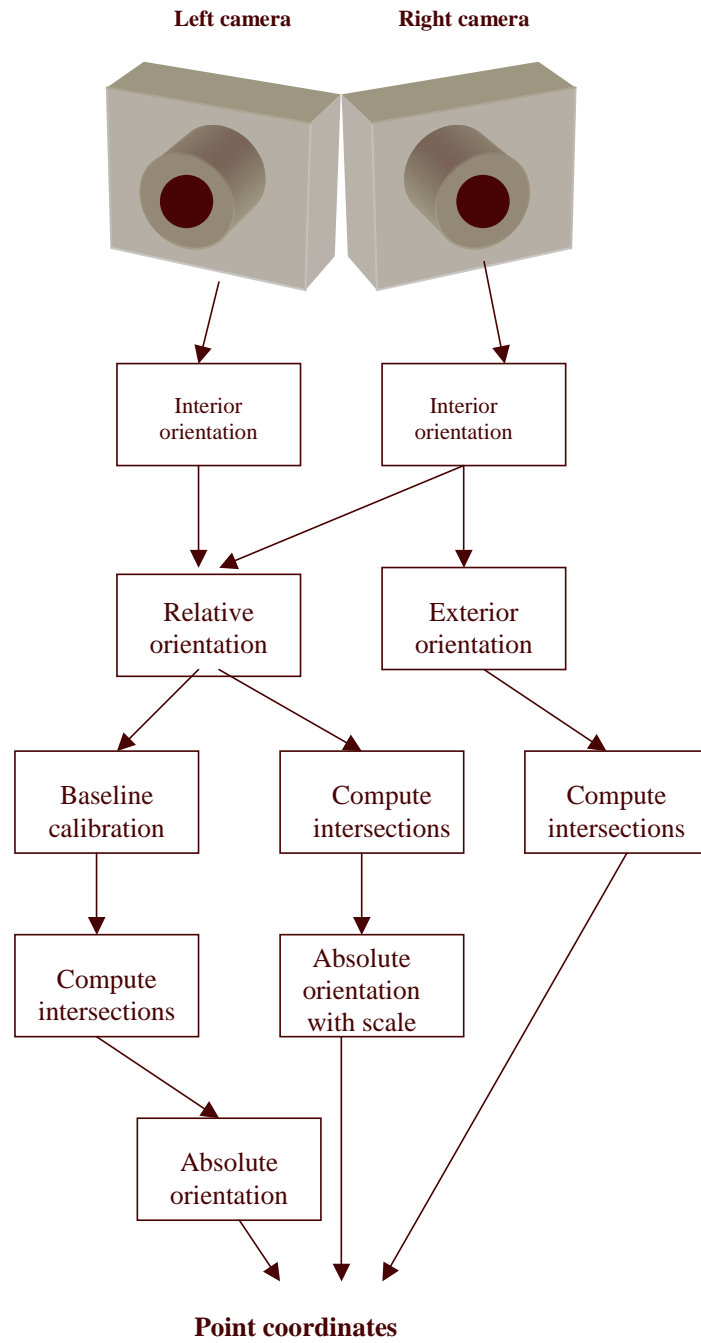 Left camera
Right camera
Interior
orientation
Interior
orientation
Relative
orientation
Exterior
orientation
Baseline
calibration
Compute
intersections
Compute
intersections
Compute
intersections
Absolute
orientation
with scale
Absolute
orientation
Point coordinates